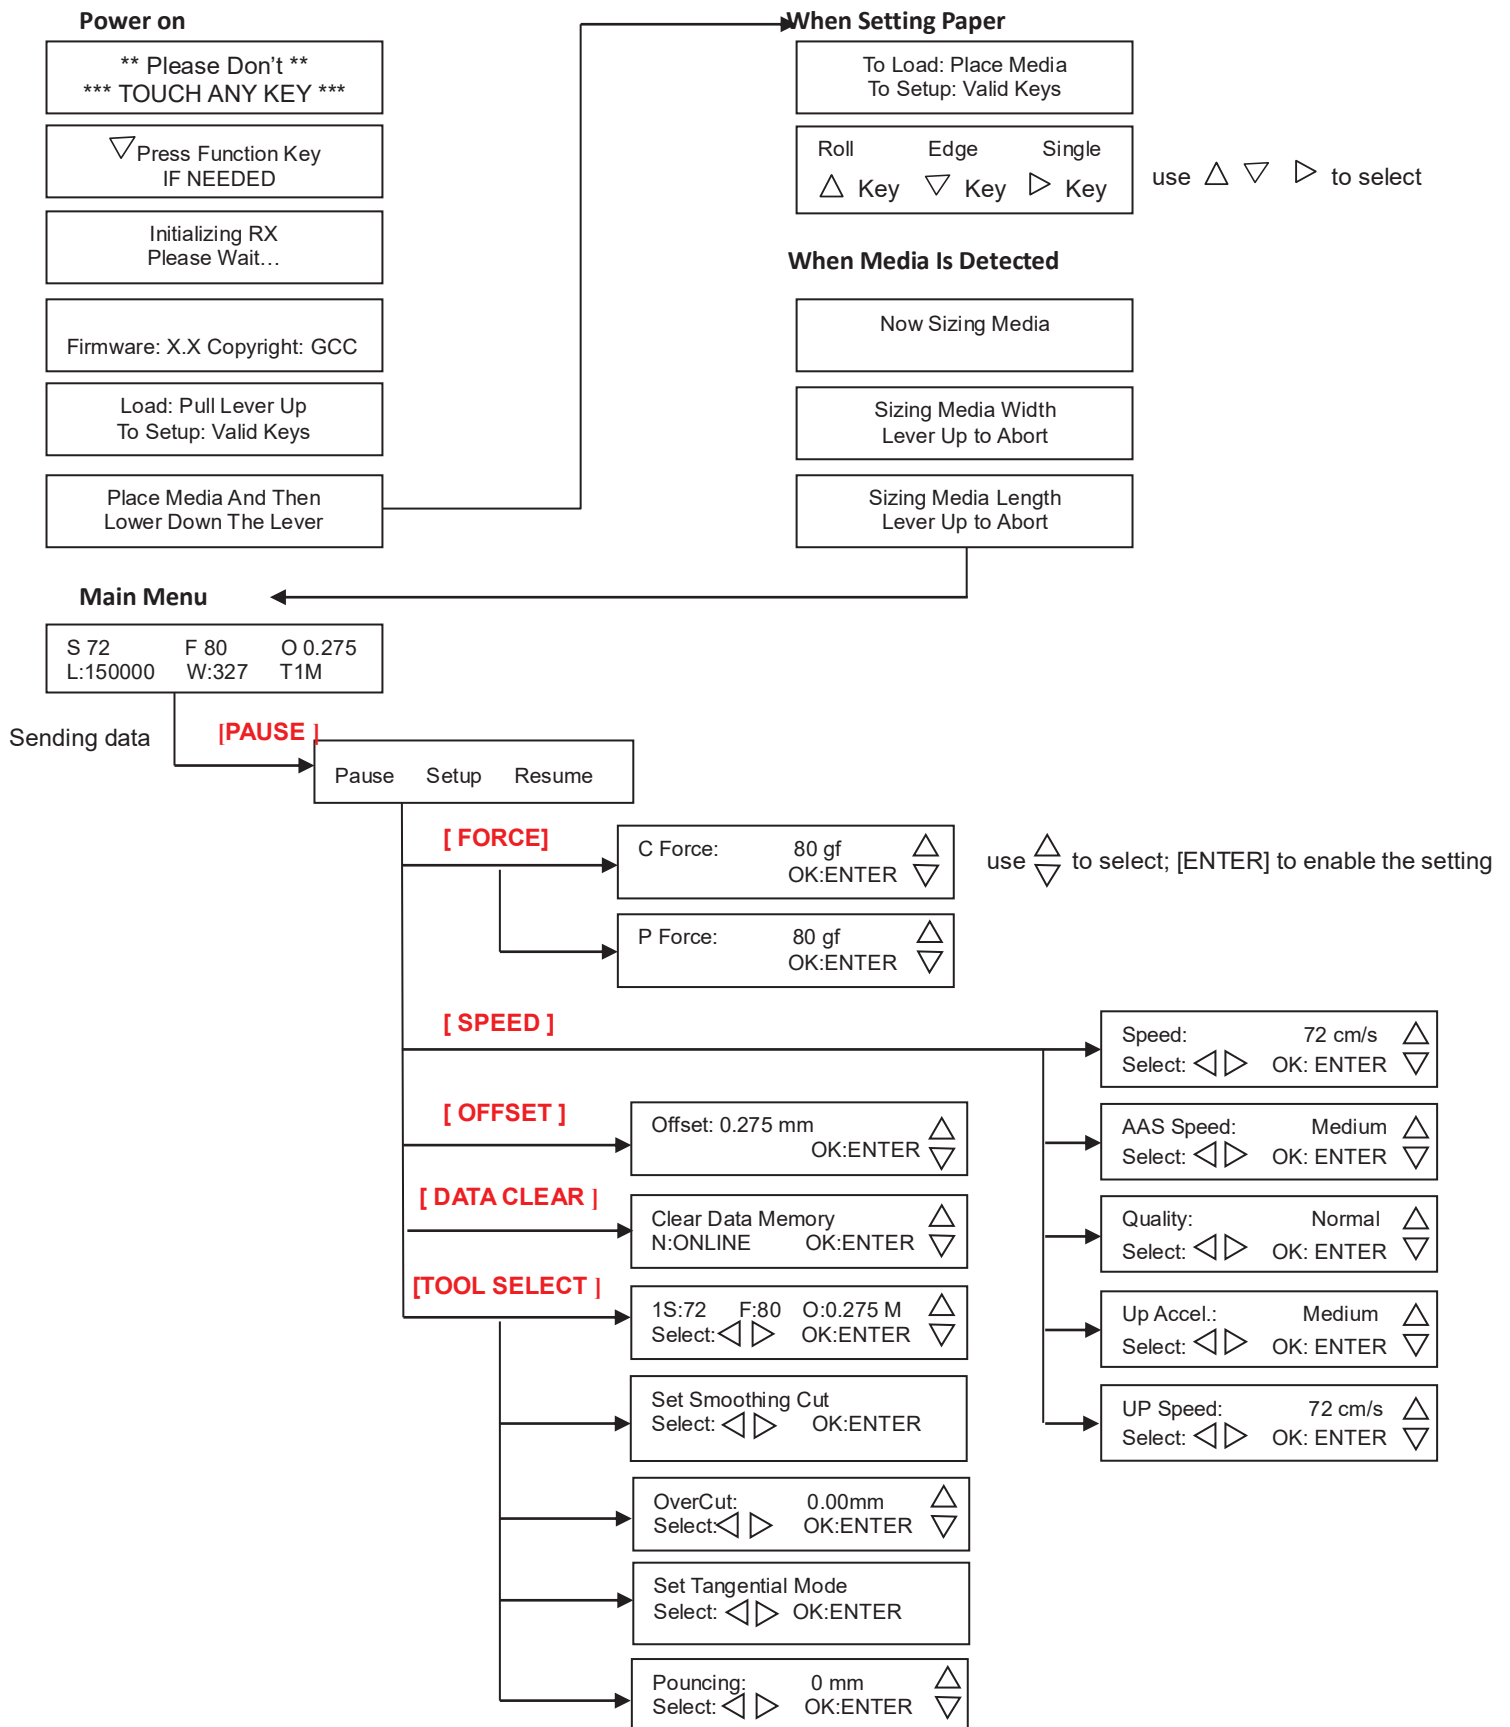 Power on
** Please Don't **
*** TOUCH ANY KEY ***
Press Function Key
IF NEEDED
Initializing RX
Please Wait…
Firmware: X.X Copyright: GCC
Load: Pull Lever Up
To Setup: Valid Keys
Place Media And Then
Lower Down The Lever
When Setting Paper
To Load: Place Media
To Setup: Valid Keys
Roll Edge Single
Key Key Key
use to select
When Media Is Detected
Now Sizing Media
Sizing Media Width
Lever Up to Abort
Sizing Media Length
Lever Up to Abort
Main Menu
S 72 F 80 O 0.275
L:150000 W:327 T1M
Sending data
[PAUSE ]
Pause Setup Resume
[ FORCE]
C Force: 80 gf
OK:ENTER
use to select; [ENTER] to enable the setting
P Force: 80 gf
OK:ENTER
[ SPEED ]
Speed: 72 cm/s
Select: OK: ENTER
AAS Speed: Medium
Select: OK: ENTER
Quality: Normal
Select: OK: ENTER
Up Accel.: Medium
Select: OK: ENTER
UP Speed: 72 cm/s
Select: OK: ENTER
[ OFFSET ]
Offset: 0.275 mm
OK:ENTER
[ DATA CLEAR ]
Clear Data Memory
N:ONLINE OK:ENTER
[TOOL SELECT ]
1S:72 F:80 O:0.275 M
Select: OK:ENTER
Set Smoothing Cut
Select: OK:ENTER
OverCut: 0.00mm
Select: OK:ENTER
Set Tangential Mode
Select: OK:ENTER
Pouncing: 0 mm
Select: OK:ENTER